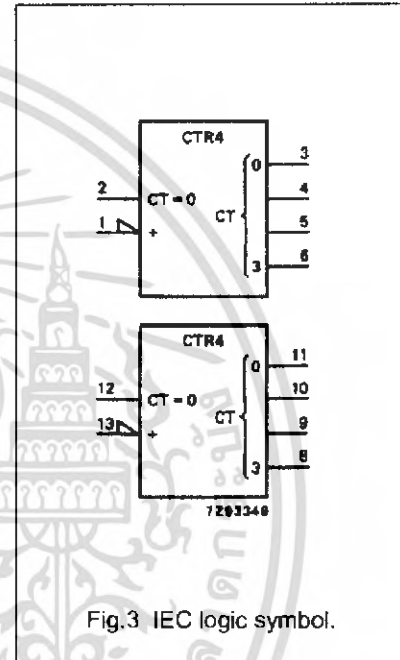 CTR4
0 3
2 CT = 0 4
1 + CT 5
3 6
CTR4
0 11
12 CT = 0 10
13 + CT 9
3 8
7293348
Fig.3 IEC logic symbol.